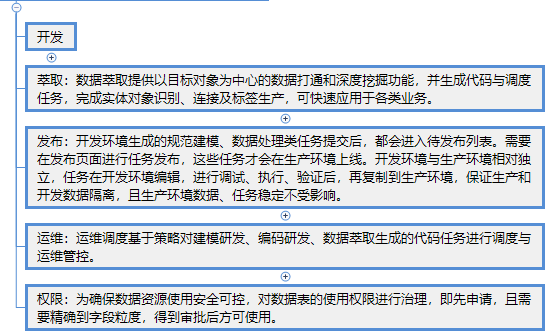 开发
萃取：数据萃取提供以目标对象为中心的数据打通和深度挖掘功能，并生成代码与调度
任务，完成实体对象识别、连接及标签生产，可快速应用于各类业务。
发布：开发环境生成的规范建模、数据处理类任务提交后，都会进入待发布列表。需要
在发布页面进行任务发布，这些任务才会在生产环境上线。开发环境与生产环境相对独
立，任务在开发环境编辑，进行调试、执行、验证后，再复制到生产环境，保证生产和
开发数据隔离，且生产环境数据、任务稳定不受影响。
运维：运维调度基于策略对建模研发、编码研发、数据萃取生成的代码任务进行调度与
运维管控。
权限：为确保数据资源使用安全可控，对数据表的使用权限进行治理，即先申请，且需
要精确到字段粒度，得到审批后方可使用。